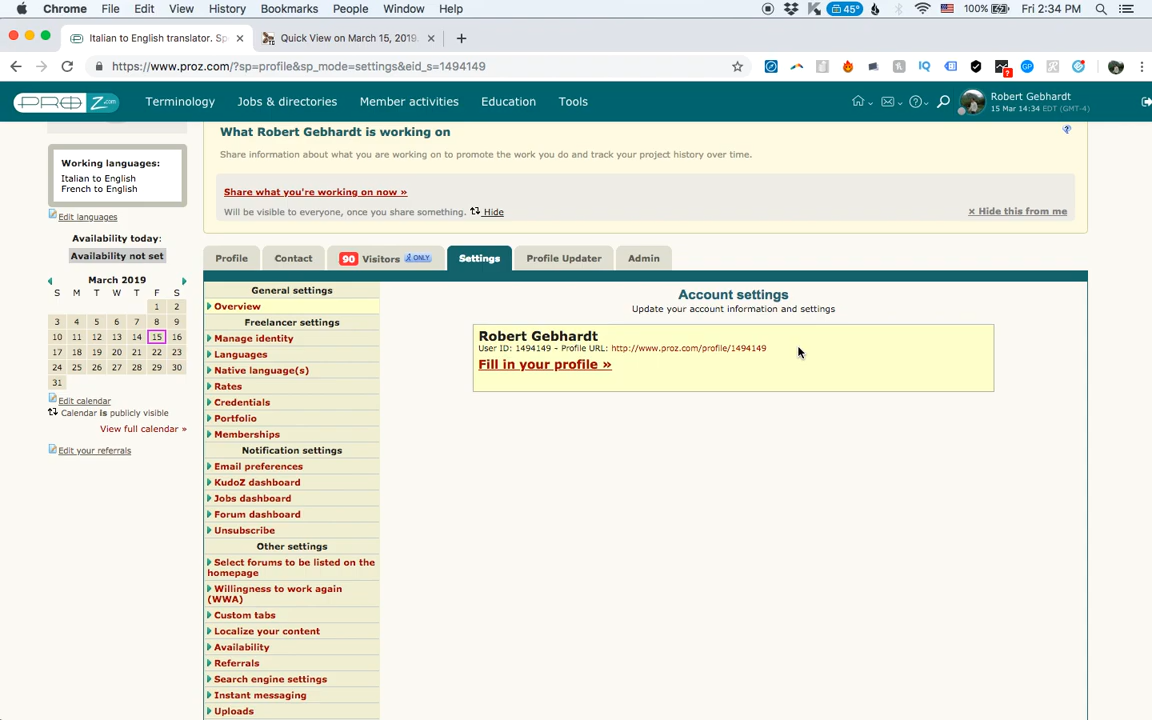 Chrome File Edit View History Bookmarks People Window Help
45° 100% Fri 2:34 PM
Italian to English translator. Sp
Quick View on March 15, 2019.
https://www.proz.com/?sp=profile&sp_mode=settings&eid_s=1494149
IQ GP ?
PROZ.com
Terminology Jobs & directories Member activities Education Tools
Robert Gebhardt
15 Mar 14:34 EDT (GMT-4)
What Robert Gebhardt is working on
?
Share information about what you are working on to promote the work you do and track your project history over time.
Share what you're working on now »
Will be visible to everyone, once you share something. Hide
× Hide this from me
Working languages:
Italian to English
French to English
Edit languages
Availability today:
Availability not set
March 2019
S M T W T F S
1 2
3 4 5 6 7 8 9
10 11 12 13 14 15 16
17 18 19 20 21 22 23
24 25 26 27 28 29 30
31
Edit calendar
Calendar is publicly visible
View full calendar »
Edit your referrals
Profile Contact 90 Visitors ONLY Settings Profile Updater Admin
General settings
Overview
Freelancer settings
Manage identity
Languages
Native language(s)
Rates
Credentials
Portfolio
Memberships
Notification settings
Email preferences
KudoZ dashboard
Jobs dashboard
Forum dashboard
Unsubscribe
Other settings
Select forums to be listed on the
homepage
Willingness to work again
(WWA)
Custom tabs
Localize your content
Availability
Referrals
Search engine settings
Instant messaging
Uploads
Account settings
Update your account information and settings
Robert Gebhardt
User ID: 1494149 - Profile URL: http://www.proz.com/profile/1494149
Fill in your profile »